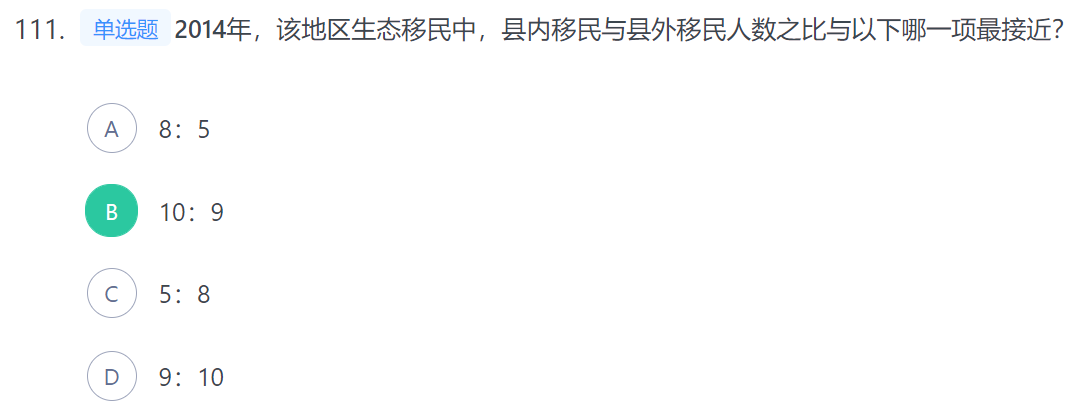 111. 单选题 2014年，该地区生态移民中，县内移民与县外移民人数之比与以下哪一项最接近？
A 8：5
B 10：9
C 5：8
D 9：10